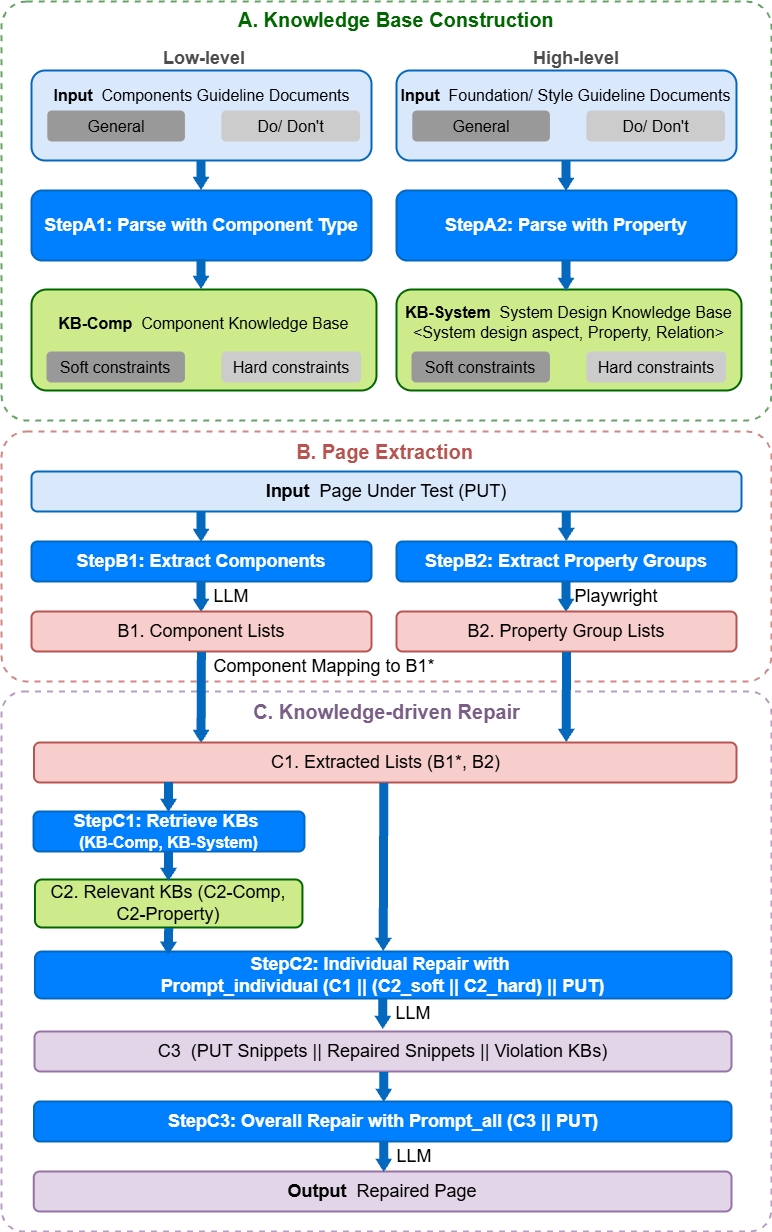 A. Knowledge Base Construction
Low-level
High-level
Input Components Guideline Documents
General
Do/ Don't
Input Foundation/ Style Guideline Documents
General
Do/ Don't
StepA1: Parse with Component Type
StepA2: Parse with Property
KB-Comp Component Knowledge Base
Soft constraints
Hard constraints
KB-System System Design Knowledge Base
<System design aspect, Property, Relation>
Soft constraints
Hard constraints
B. Page Extraction
Input Page Under Test (PUT)
StepB1: Extract Components
StepB2: Extract Property Groups
LLM
Playwright
B1. Component Lists
B2. Property Group Lists
Component Mapping to B1*
C. Knowledge-driven Repair
C1. Extracted Lists (B1*, B2)
StepC1: Retrieve KBs
(KB-Comp, KB-System)
C2. Relevant KBs (C2-Comp,
C2-Property)
StepC2: Individual Repair with
Prompt_individual (C1 || (C2_soft || C2_hard) || PUT)
LLM
C3 (PUT Snippets || Repaired Snippets || Violation KBs)
StepC3: Overall Repair with Prompt_all (C3 || PUT)
LLM
Output Repaired Page